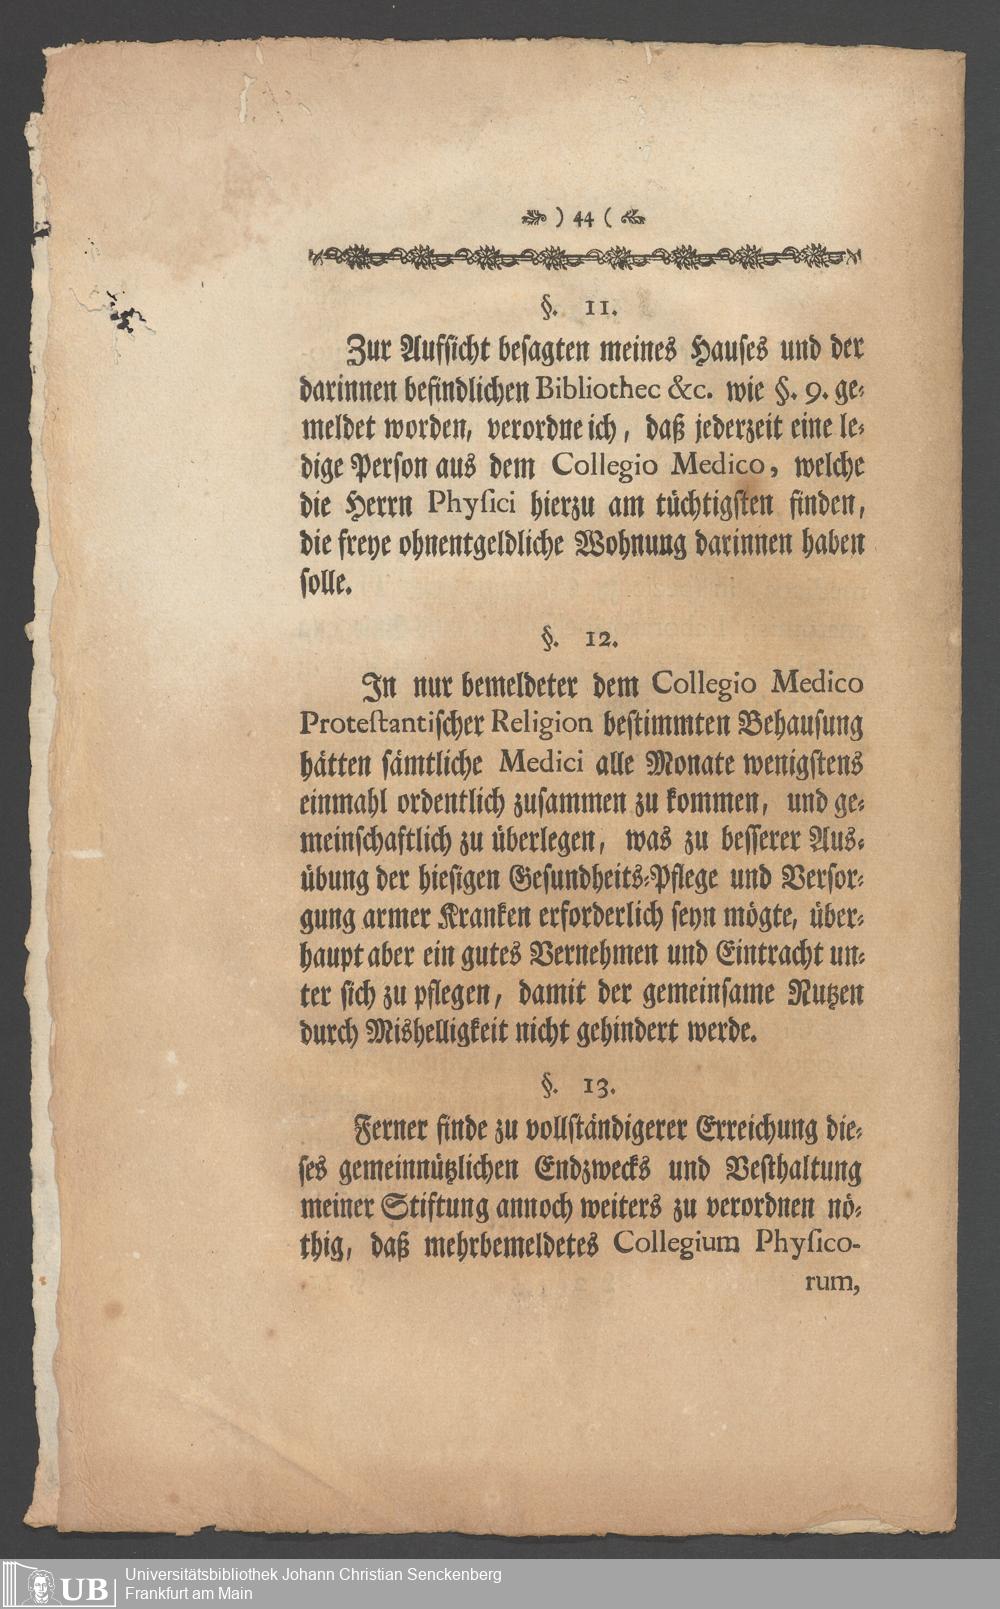 ) 44 (
§. 11.
Zur Aufſicht beſagten meines Hauſes und der
darinnen befindlichen Bibliothec &c. wie §. 9. ge⸗
meldet worden, verordne ich, daß jederzeit eine le⸗
dige Perſon aus dem Collegio Medico, welche
die Herrn Phyſici hierzu am tüchtigſten finden,
die freye ohnentgeldliche Wohnung darinnen haben
ſolle.
§. 12.
In nur bemeldeter dem Collegio Medico
Proteſtantiſcher Religion beſtimmten Behauſung
hätten ſämtliche Medici alle Monate wenigſtens
einmahl ordentlich zuſammen zu kommen, und ge⸗
meinſchaftlich zu überlegen, was zu beſſerer Aus⸗
übung der hieſigen Geſundheits⸗Pflege und Verſor⸗
gung armer Kranken erforderlich ſeyn mögte, über⸗
haupt aber ein gutes Vernehmen und Eintracht un⸗
ter ſich zu pflegen, damit der gemeinſame Nutzen
durch Mishelligkeit nicht gehindert werde.
§. 13.
Ferner finde zu vollſtändigerer Erreichung die⸗
ſes gemeinnützlichen Endzwecks und Veſthaltung
meiner Stiftung annoch weiters zu verordnen nö⸗
thig, daß mehrbemeldetes Collegium Phyſico-
rum,
UB
Universitätsbibliothek Johann Christian Senckenberg
Frankfurt am Main